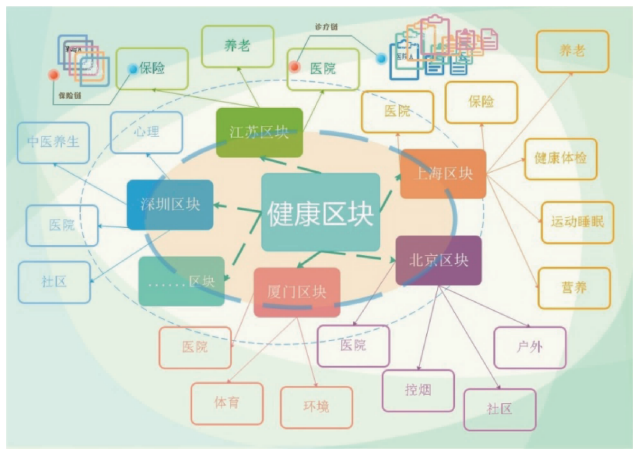 诊疗链
养老
养老
保险
医院
保险链
保险
医院
心理
江苏区块
中医养生
健康体检
上海区块
深圳区块
健康区块
医院
运动睡眠
北京区块
社区
......区块
厦门区块
营养
医院
医院
户外
体育
环境
控烟
社区